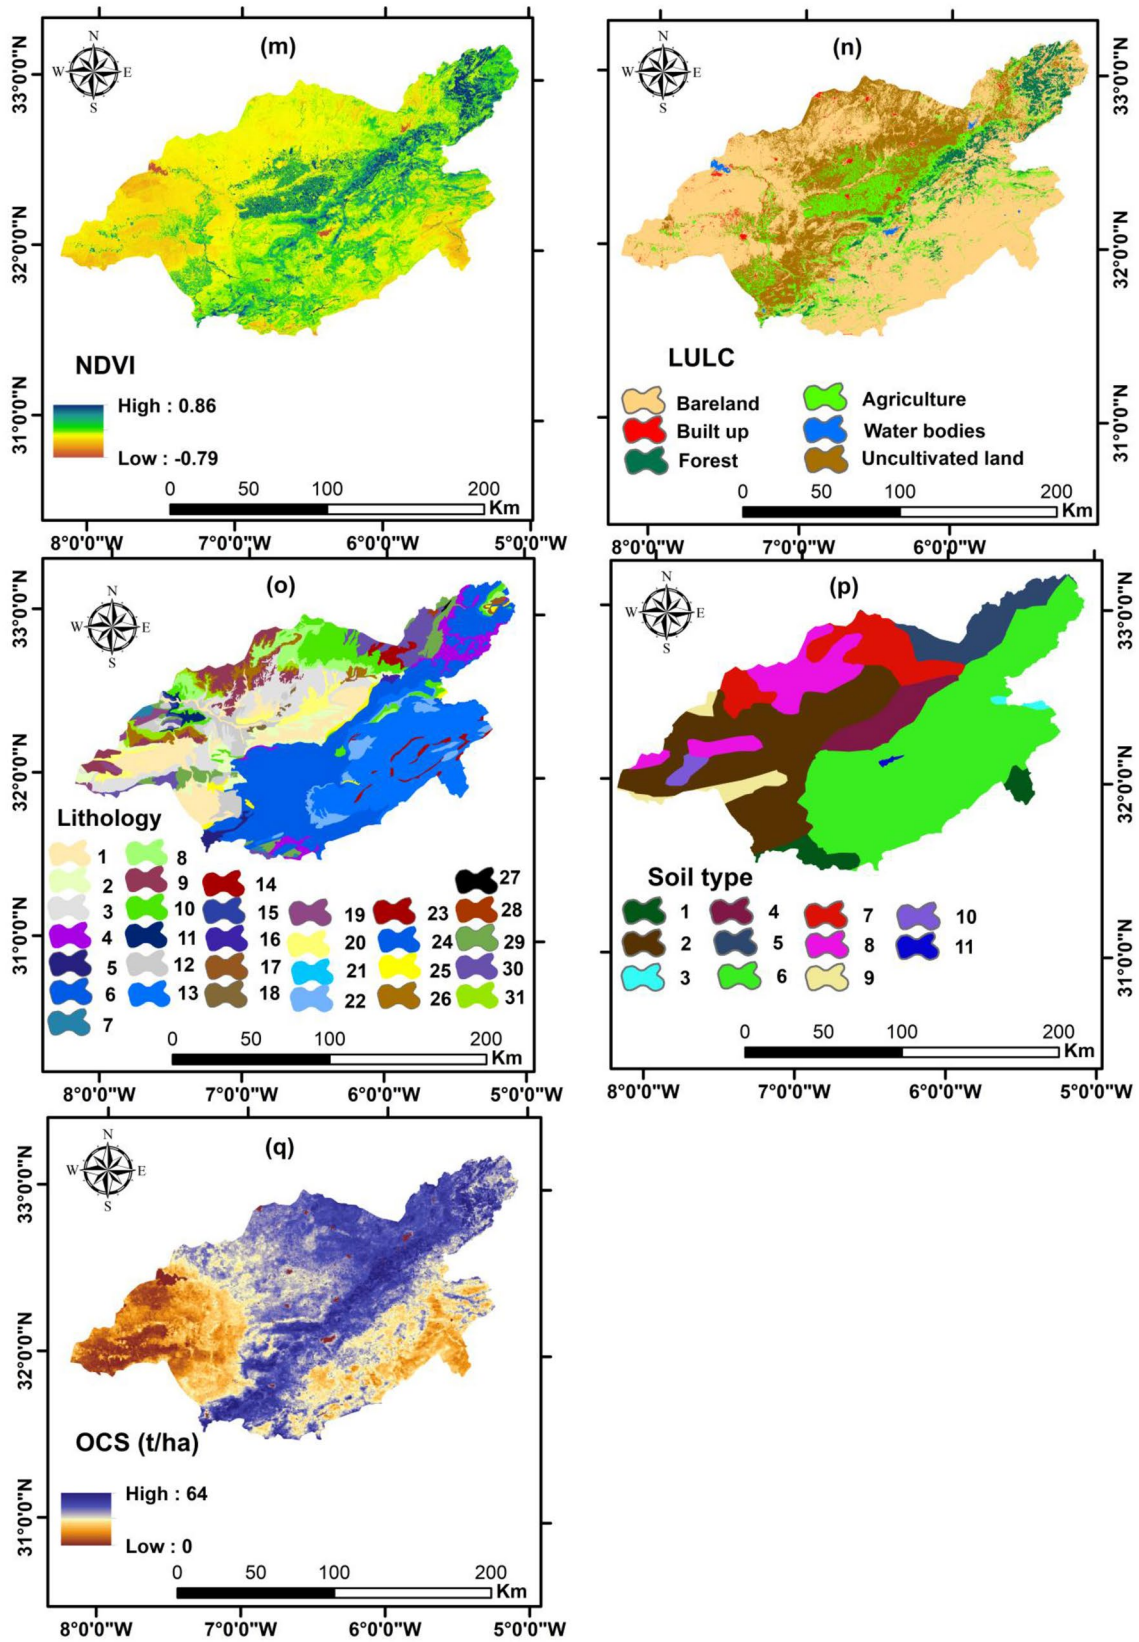 (m)
N
W E
S
33°0'0"N
32°0'0"N
31°0'0"N
NDVI
High : 0.86
Low : -0.79
0 50 100 200
Km
8°0'0"W 7°0'0"W 6°0'0"W 5°0'0"W
(n)
N
W E
S
33°0'0"N
32°0'0"N
31°0'0"N
LULC
Bareland
Built up
Forest
Agriculture
Water bodies
Uncultivated land
0 50 100 200
Km
8°0'0"W 7°0'0"W 6°0'0"W
(o)
N
W E
S
33°0'0"N
32°0'0"N
31°0'0"N
Lithology
1
2
3
4
5
6
7
8
9
10
11
12
13
14
15
16
17
18
19
20
21
22
23
24
25
26
27
28
29
30
31
0 50 100 200
Km
8°0'0"W 7°0'0"W 6°0'0"W 5°0'0"W
(p)
N
W E
S
33°0'0"N
32°0'0"N
31°0'0"N
Soil type
1
2
3
4
5
6
7
8
9
10
11
0 50 100 200
Km
8°0'0"W 7°0'0"W 6°0'0"W 5°0'0"W
(q)
N
W E
S
33°0'0"N
32°0'0"N
31°0'0"N
OCS (t/ha)
High : 64
Low : 0
0 50 100 200
Km
8°0'0"W 7°0'0"W 6°0'0"W 5°0'0"W